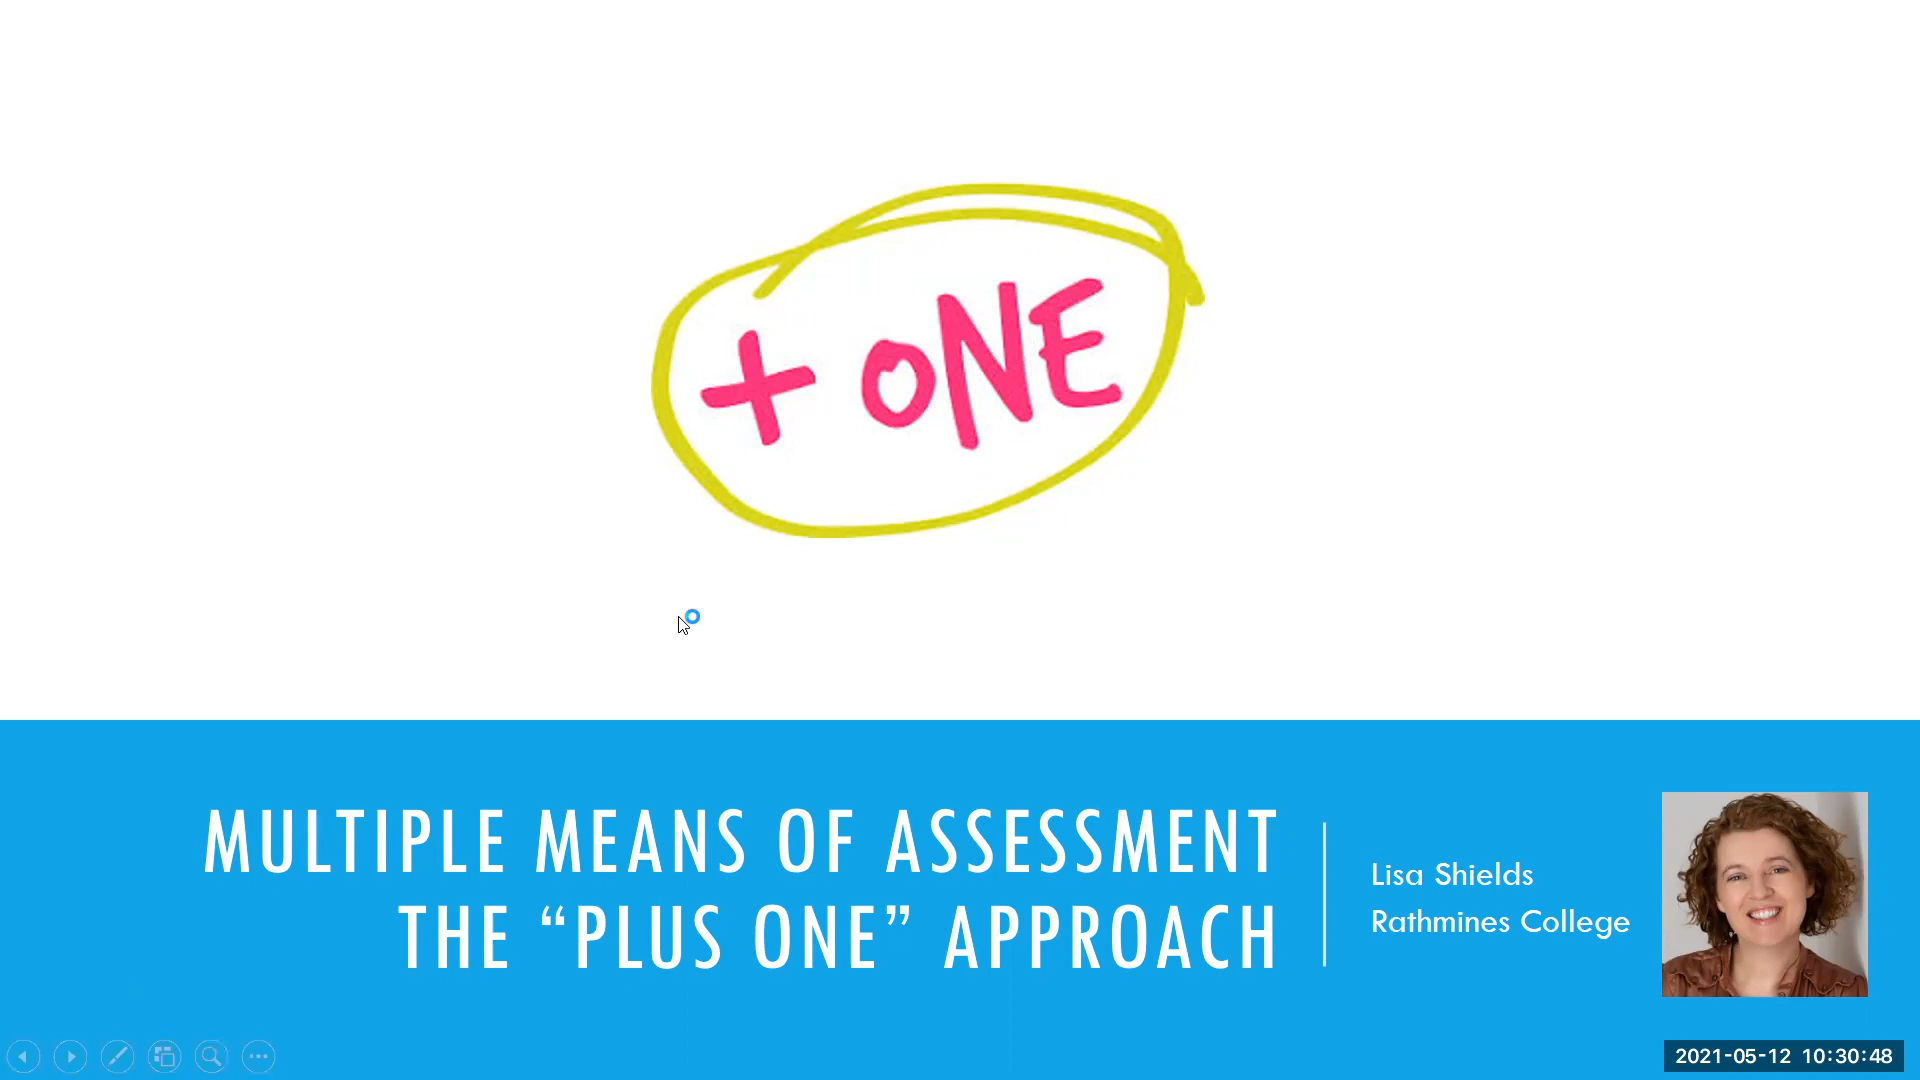 + oNE
MULTIPLE MEANS OF ASSESSMENT
THE “PLUS ONE” APPROACH
Lisa Shields
Rathmines College
2021-05-12 10:30:48